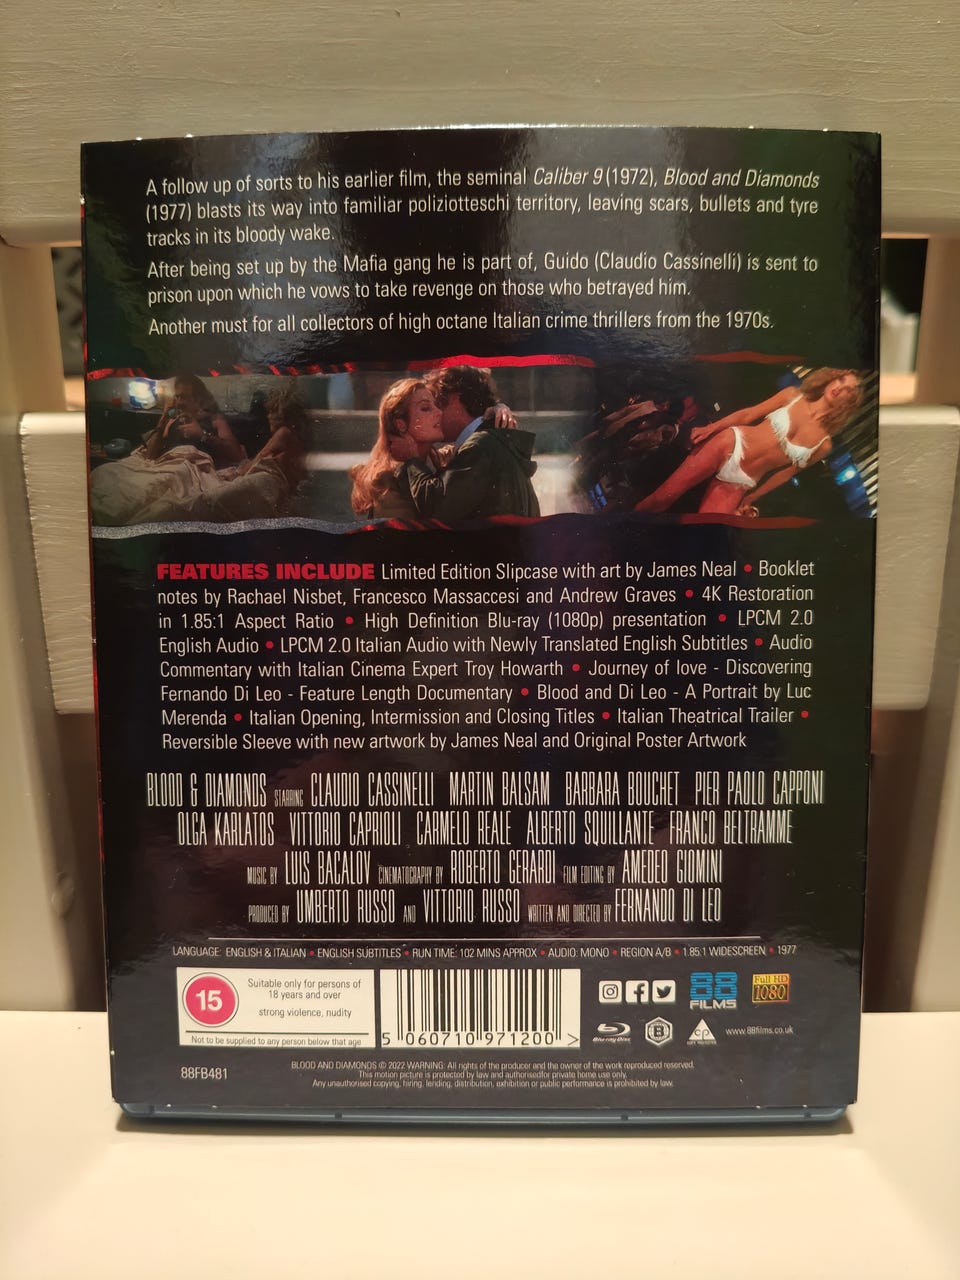 A follow up of sorts to his earlier film, the seminal Caliber 9 (1972), Blood and Diamonds
(1977) blasts its way into familiar poliziotteschi territory, leaving scars, bullets and tyre
tracks in its bloody wake.
After being set up by the Mafia gang he is part of, Guido (Claudio Cassinelli) is sent to
prison upon which he vows to take revenge on those who betrayed him.
Another must for all collectors of high octane Italian crime thrillers from the 1970s.
FEATURES INCLUDE Limited Edition Slipcase with art by James Neal • Booklet
notes by Rachael Nisbet, Francesco Massaccesi and Andrew Graves • 4K Restoration
in 1.85:1 Aspect Ratio • High Definition Blu-ray (1080p) presentation • LPCM 2.0
English Audio • LPCM 2.0 Italian Audio with Newly Translated English Subtitles • Audio
Commentary with Italian Cinema Expert Troy Howarth • Journey of love - Discovering
Fernando Di Leo - Feature Length Documentary • Blood and Di Leo - A Portrait by Luc
Merenda • Italian Opening, Intermission and Closing Titles • Italian Theatrical Trailer •
Reversible Sleeve with new artwork by James Neal and Original Poster Artwork
BLOOD & DIAMONDS STARRING CLAUDIO CASSINELLI MARTIN BALSAM BARBARA BOUCHET PIER PAOLO CAPPONI
OLGA KARLATOS VITTORIO CAPRIOLI CARMELO REALE ALBERTO SQUILLANTE FRANCO BELTRAMME
MUSIC BY LUIS BACALOV CINEMATOGRAPHY BY ROBERTO GERARDI FILM EDITING BY AMEDEO GIOMINI
PRODUCED BY UMBERTO RUSSO AND VITTORIO RUSSO WRITTEN AND DIRECTED BY FERNANDO DI LEO
LANGUAGE: ENGLISH & ITALIAN • ENGLISH SUBTITLES • RUN TIME: 102 MINS APPROX • AUDIO: MONO • REGION A/B • 1.85:1 WIDESCREEN • 1977
15
Suitable only for persons of
18 years and over
strong violence, nudity
Not to be supplied to any person below that age
5 060710 971200 >
88 FILMS
Full HD
1080
Blu-ray Disc
B
www.88films.co.uk
88FB481
BLOOD AND DIAMONDS © 2022 WARNING: All rights of the producer and the owner of the work reproduced reserved.
This motion picture is protected by law and authorisedfor private home use only.
Any unauthorised copying, hiring, lending, distribution, exhibition or public performance is prohibited by law.